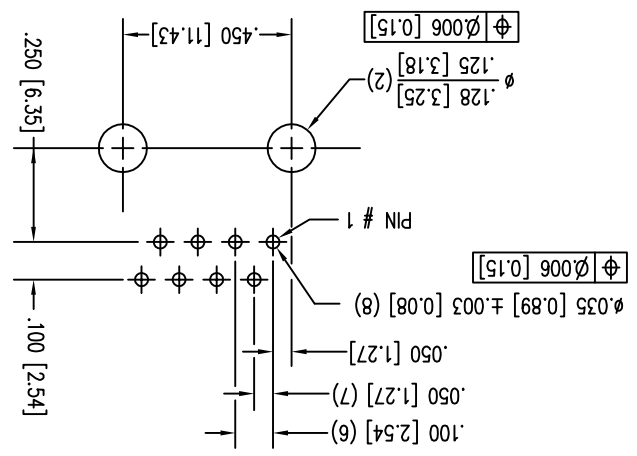 .100 [2.54] (6)
.050 [1.27] (7)
.050 [1.27]
ø.035 [0.89] ±.003 [0.08] (8)
⌖ Ø.006 [0.15]
PIN # 1
.100 [2.54]
.250 [6.35]
ø .128 [3.25]
.125 [3.18] (2)
⌖ Ø.006 [0.15]
.450 [11.43]